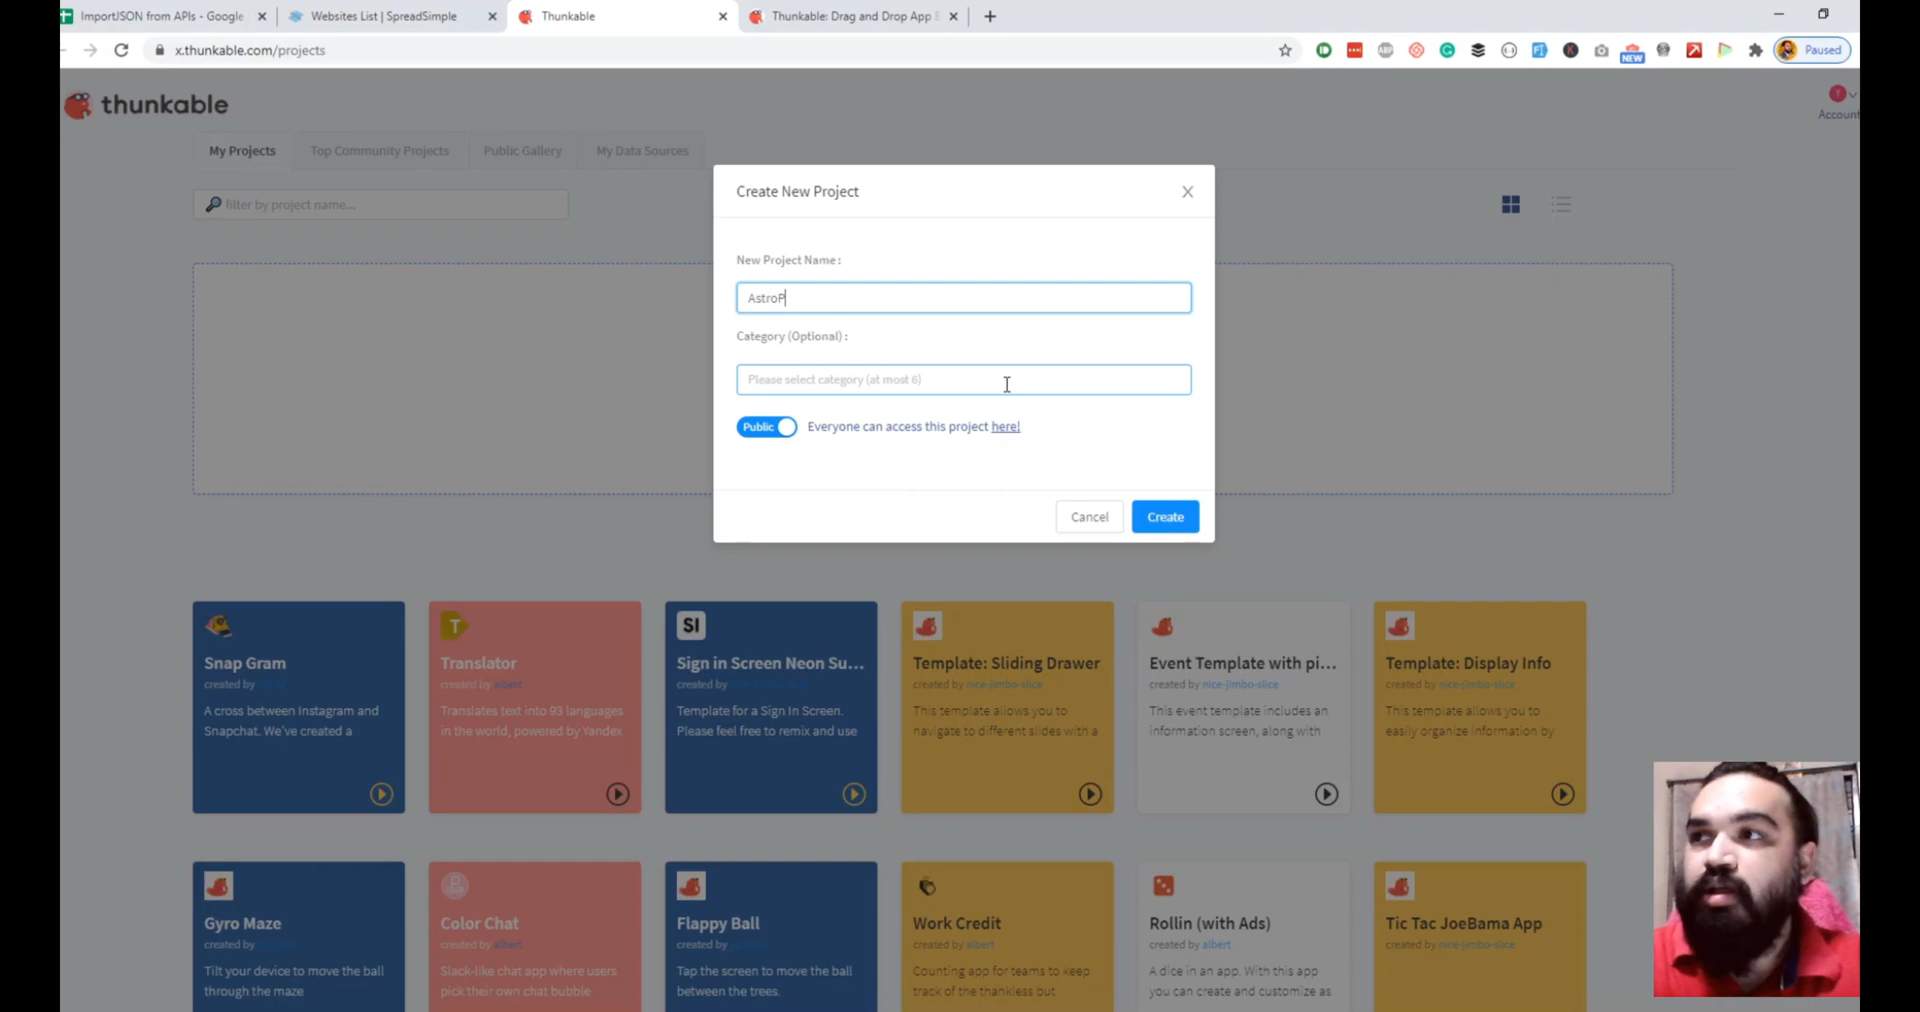 ImportJSON from APIs - Google
Websites List | SpreadSimple
Thunkable
Thunkable: Drag and Drop App
x.thunkable.com/projects
ABP
NEW
Paused
thunkable
T
Account
My Projects
Top Community Projects
Public Gallery
My Data Sources
filter by project name...
Create New Project
New Project Name :
AstroP
Category (Optional) :
Please select category (at most 6)
Public
Everyone can access this project here!
Cancel
Create
T
SI
Snap Gram
Translator
Sign in Screen Neon Su...
Template: Sliding Drawer
Event Template with pi...
Template: Display Info
created by
created by albert
created by
created by nice-jimbo-slice
created by nice-jimbo-slice
created by nice-jimbo-slice
A cross between Instagram and
Snapchat. We've created a
Translates text into 93 languages
in the world, powered by Yandex
Template for a Sign In Screen.
Please feel free to remix and use
This template allows you to
navigate to different slides with a
This event template includes an
information screen, along with
This template allows you to
easily organize information by
Gyro Maze
Color Chat
Flappy Ball
Work Credit
Rollin (with Ads)
Tic Tac JoeBama App
created by
created by albert
created by
created by albert
created by albert
created by nice-jimbo-slice
Tilt your device to move the ball
through the maze
Slack-like chat app where users
pick their own chat bubble
Tap the screen to move the ball
between the trees.
Counting app for teams to keep
track of the thankless but
A dice in an app. With this app
you can create and customize as